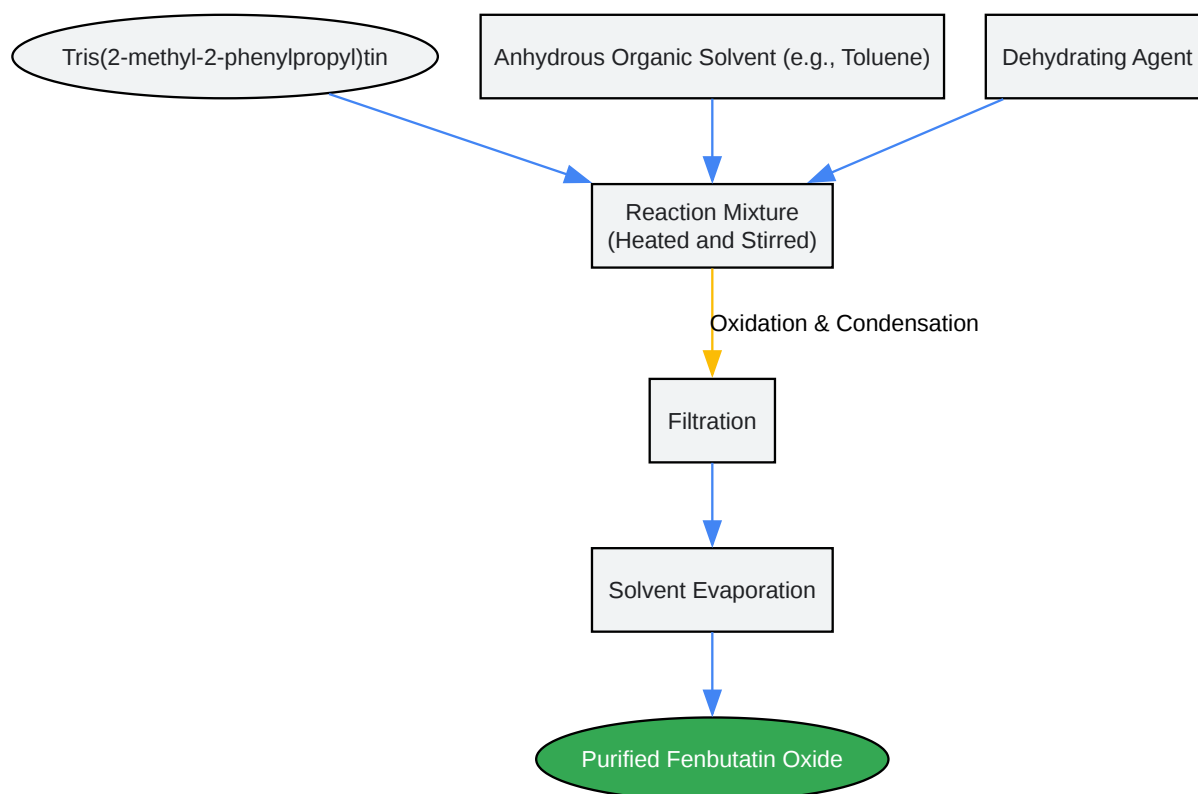 Tris(2-methyl-2-phenylpropyl)tin
Anhydrous Organic Solvent (e.g., Toluene)
Dehydrating Agent
Reaction Mixture
(Heated and Stirred)
Oxidation & Condensation
Filtration
Solvent Evaporation
Purified Fenbutatin Oxide